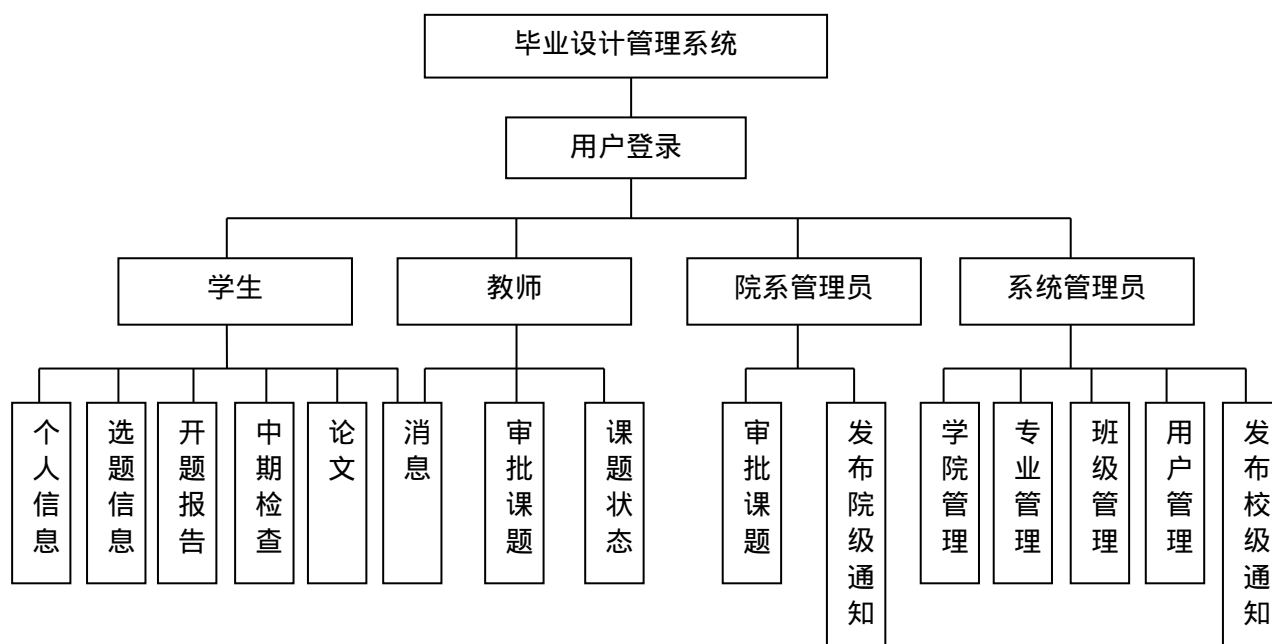 毕业设计管理系统
用户登录
学生
教师
院系管理员
系统管理员
个人信息
选题信息
开题报告
中期检查
论文
消息
审批课题
课题状态
审批课题
发布院级通知
学院管理
专业管理
班级管理
用户管理
发布校级通知